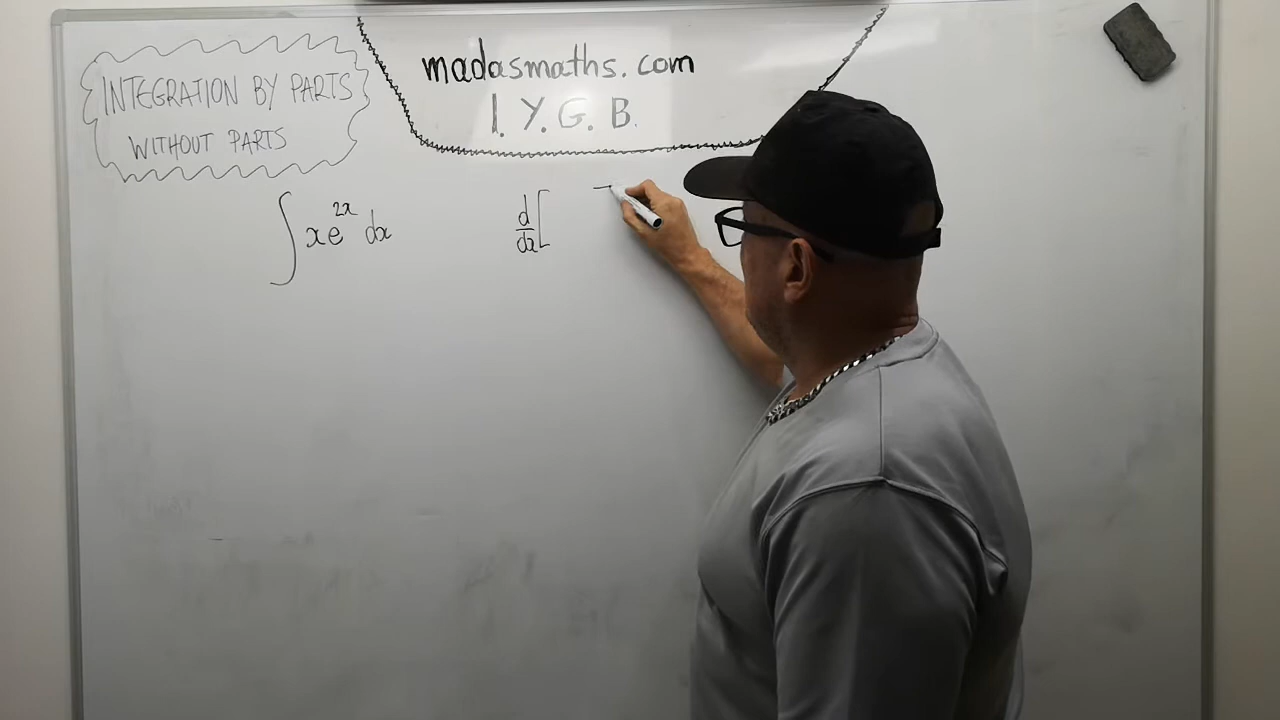 INTEGRATION BY PARTS
WITHOUT PARTS
madasmaths.com
I. Y. G. B.
∫ xe^{2x} dx
d/dx [